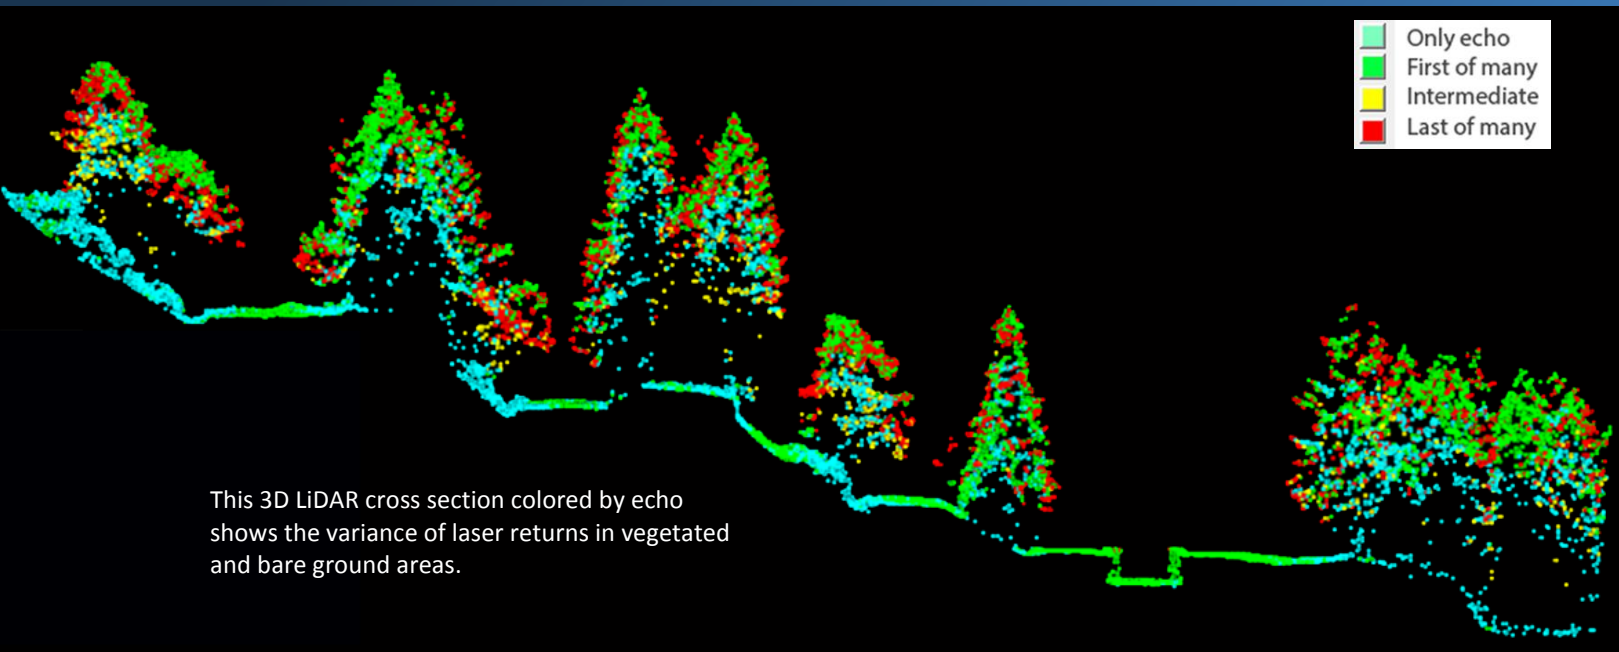 Only echo
First of many
Intermediate
Last of many
This 3D LiDAR cross section colored by echo
shows the variance of laser returns in vegetated
and bare ground areas.